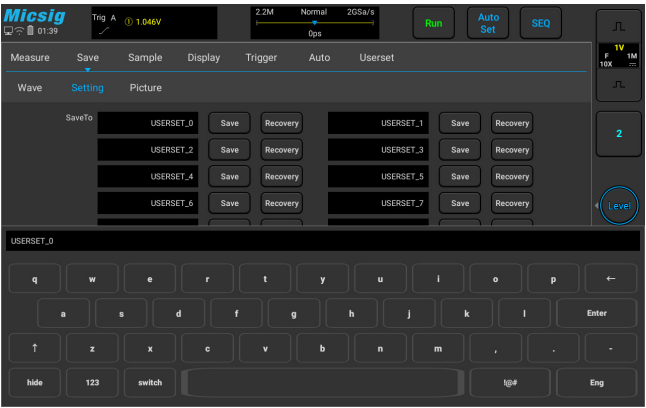 Micsig Trig A ① 1.046V 2.2M Normal 2GSa/s Run Auto Set SEQ
01:39 0ps
1V
F 1M
10X
Measure Save Sample Display Trigger Auto Userset
Wave Setting Picture
2
SaveTo USERSET_0 Save Recovery USERSET_1 Save Recovery
USERSET_2 Save Recovery USERSET_3 Save Recovery
USERSET_4 Save Recovery USERSET_5 Save Recovery
USERSET_6 Save Recovery USERSET_7 Save Recovery
Level
USERSET_0
q w e r t y u i o p ←
a s d f g h j k l Enter
↑ z x c v b n m , . -
hide 123 switch !@# Eng